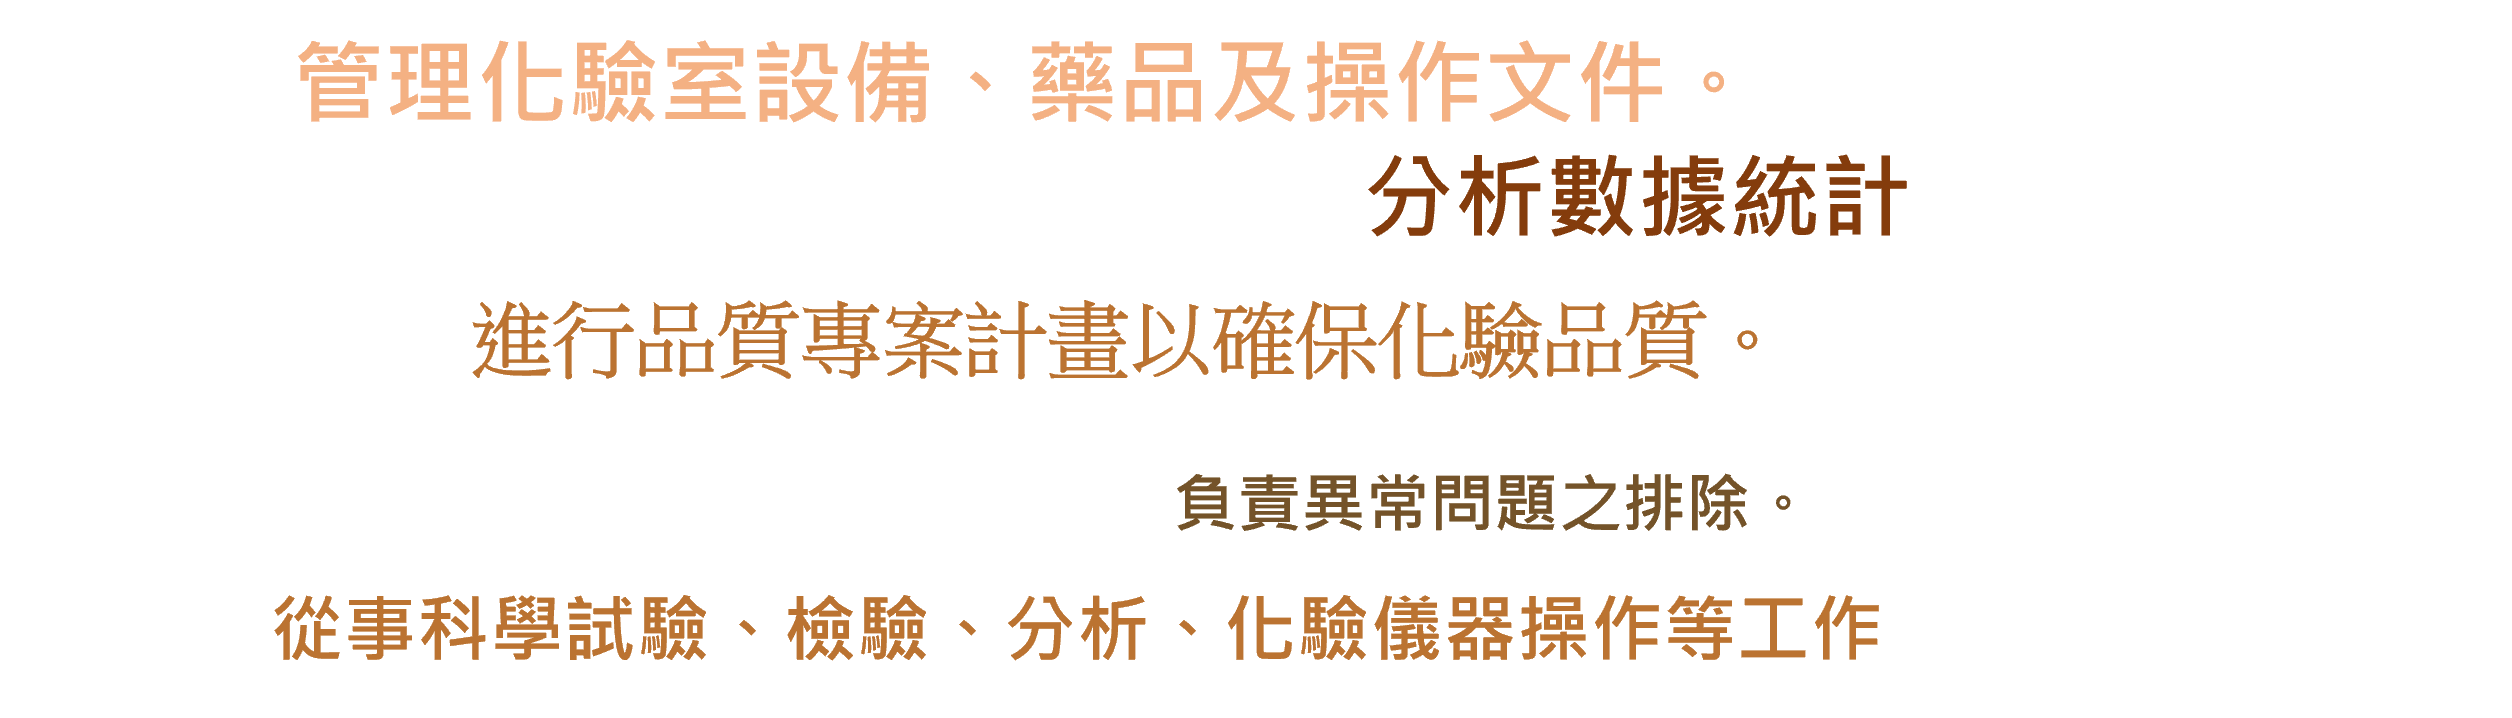 管理化驗室設備、藥品及操作文件。
分析數據統計
進行品質專案計畫以確保化驗品質。
負責異常問題之排除。
從事科學試驗、檢驗、分析、化驗儀器操作等工作